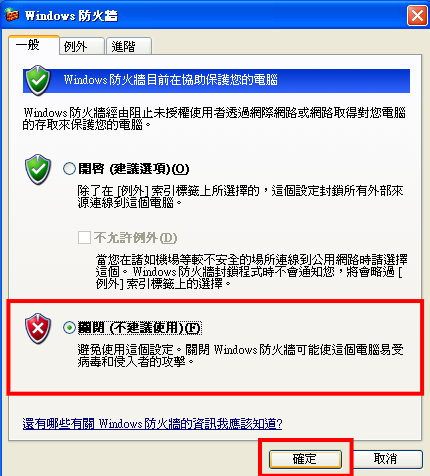 Windows 防火牆
一般 例外 進階
Windows 防火牆目前在協助保護您的電腦
Windows 防火牆經由阻止未授權使用者透過網際網路或網路取得對您電腦
的存取來保護您的電腦。
開啓 (建議選項)(O)
除了在 [例外] 索引標籤上所選擇的，這個設定封鎖所有外部來
源連線到這個電腦。
不允許例外(D)
當您在諸如機場等較不安全的場所連線到公用網路時請選擇
這個。Windows 防火牆封鎖程式時不會通知您，將會略過 [
例外] 索引標籤上的選擇。
關閉 (不建議使用)(F)
避免使用這個設定。關閉 Windows 防火牆可能使這個電腦易受
病毒和侵入者的攻擊。
還有哪些有關 Windows 防火牆的資訊我應該知道?
確定 取消